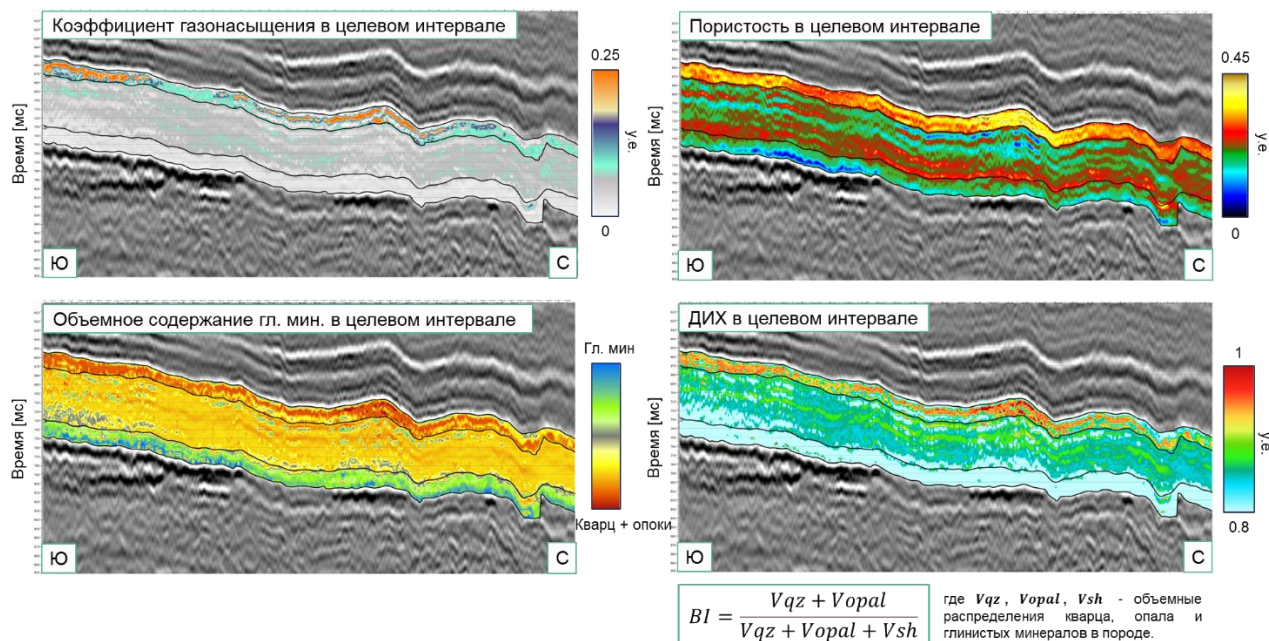 Коэффициент газонасыщения в целевом интервале
0.25
у.е.
0
Время [мс]
Ю
С
Пористость в целевом интервале
0.45
у.е.
0
Время [мс]
Ю
С
Объемное содержание гл. мин. в целевом интервале
Гл. мин
Кварц + опоки
Время [мс]
Ю
С
ДИХ в целевом интервале
1
у.е.
0.8
Время [мс]
Ю
С
BI = (Vqz + Vopal) / (Vqz + Vopal + Vsh)
где Vqz, Vopal, Vsh - объемные
распределения кварца, опала и
глинистых минералов в породе.